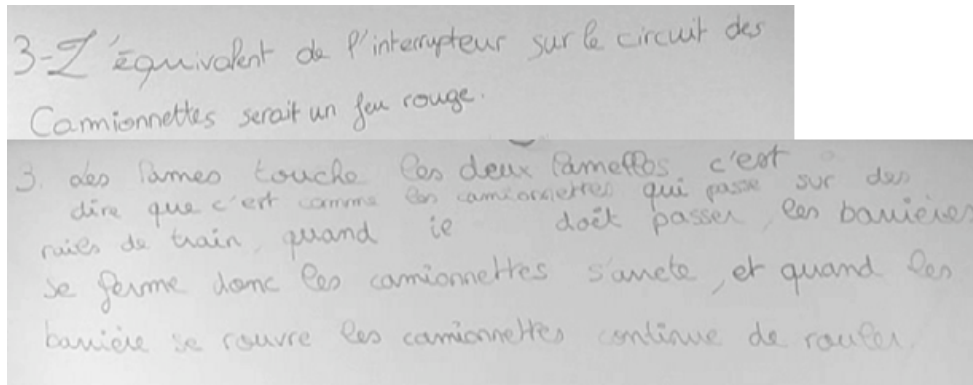 3-L'équivalent de l'interrupteur sur le circuit des
Camionnettes serait un feu rouge.
3. des lames touche les deux lamelles c'est
dire que c'est comme les camionnettes qui passe sur des
rails de train, quand ie doit passer, les barrières
se ferme donc les camionnettes s'arrete, et quand les
barrière se rouvre les camionnettes continue de rouler.